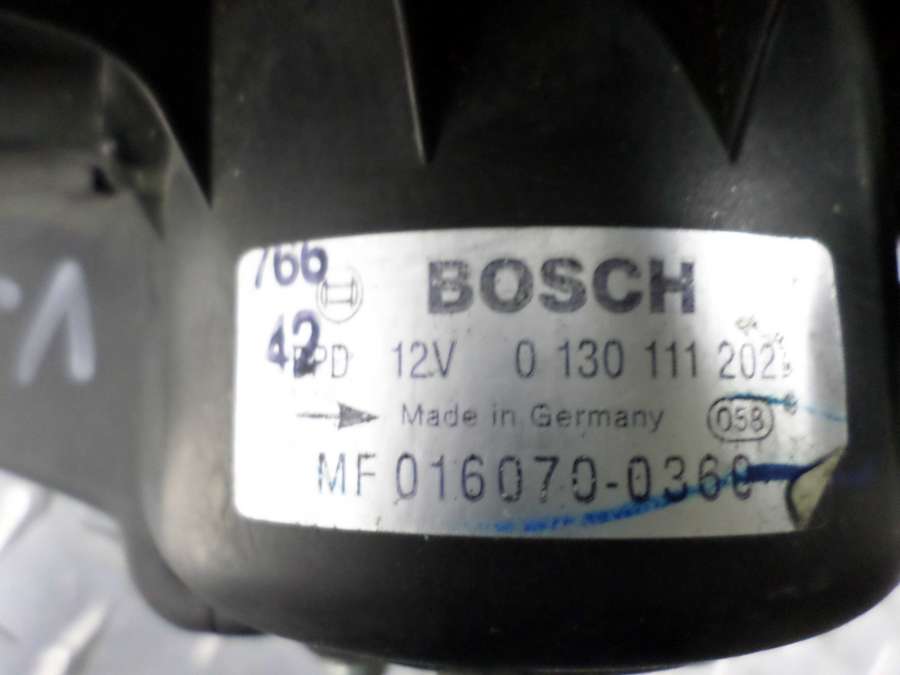 766
BOSCH
42 12V 0 130 111 202
Made in Germany 058
MF 016070-0360